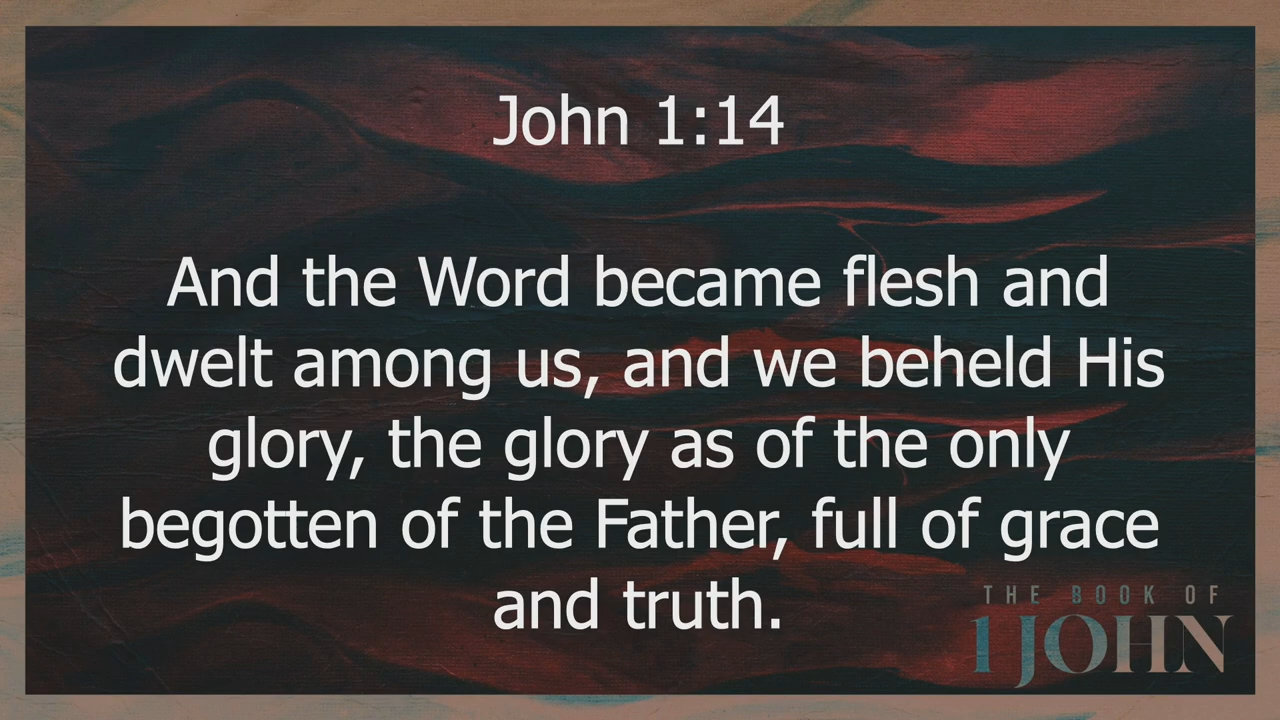 John 1:14
And the Word became flesh and
dwelt among us, and we beheld His
glory, the glory as of the only
begotten of the Father, full of grace
and truth.
THE BOOK OF
1 JOHN